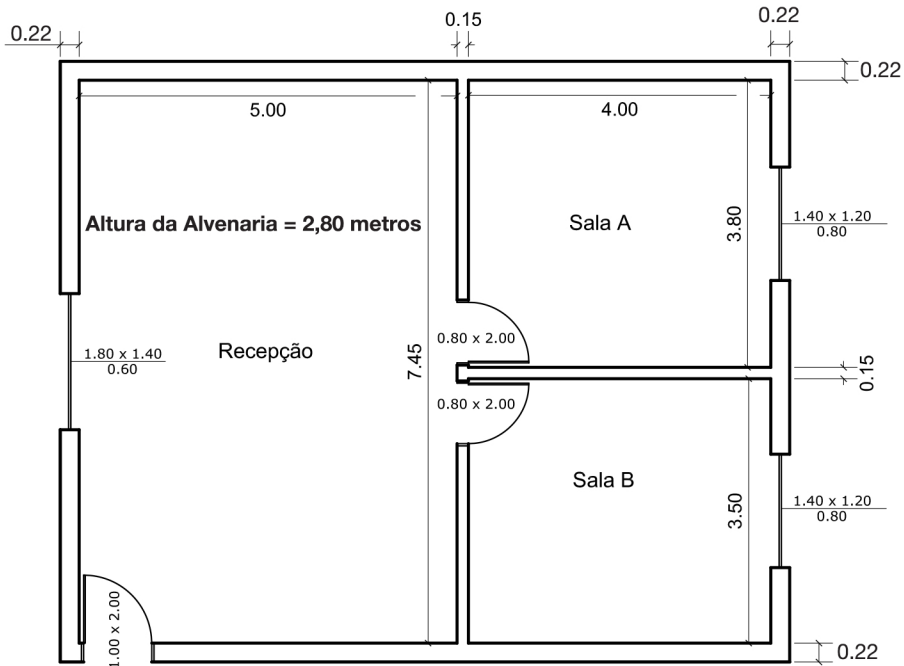 0.22
0.15
0.22
0.22
5.00
4.00
Altura da Alvenaria = 2,80 metros
Sala A
3.80
1.40 x 1.20
0.80
0.80 x 2.00
Recepção
1.80 x 1.40
0.60
7.45
0.15
0.80 x 2.00
Sala B
3.50
1.40 x 1.20
0.80
1.00 x 2.00
0.22